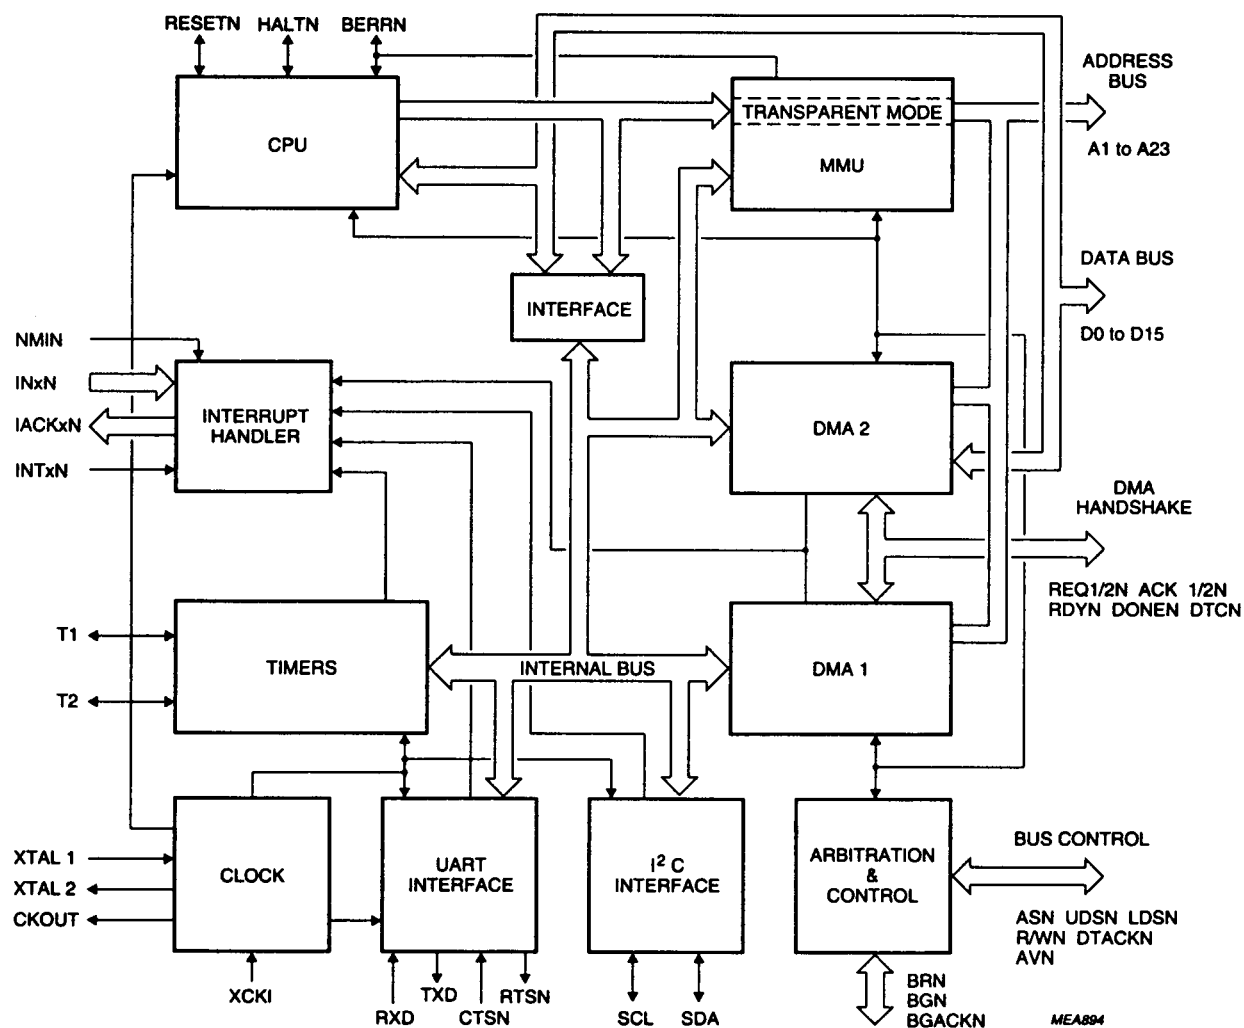 RESETN HALTN BERRN
ADDRESS
BUS
TRANSPARENT MODE
CPU
MMU
A1 to A23
DATA BUS
INTERFACE
D0 to D15
NMIN
INxN
INTERRUPT
HANDLER
IACKxN
INTxN
DMA 2
DMA
HANDSHAKE
REQ1/2N ACK 1/2N
RDYN DONEN DTCN
T1
TIMERS
T2
INTERNAL BUS
DMA 1
BUS CONTROL
XTAL 1
XTAL 2
CKOUT
CLOCK
UART
INTERFACE
I² C
INTERFACE
ARBITRATION
&
CONTROL
ASN UDSN LDSN
R/WN DTACKN
AVN
XCKI
RXD
TXD
CTSN
RTSN
SCL
SDA
BRN
BGN
BGACKN
MEA894